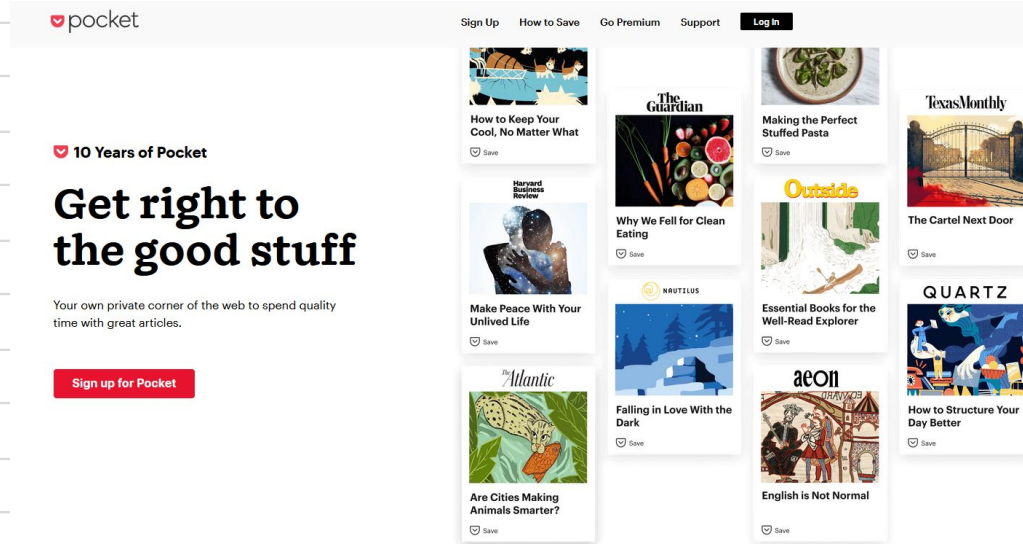 pocket
Sign Up
How to Save
Go Premium
Support
Log In
10 Years of Pocket
Get right to
the good stuff
Your own private corner of the web to spend quality
time with great articles.
Sign up for Pocket
How to Keep Your
Cool, No Matter What
Save
Harvard
Business
Review
Make Peace With Your
Unlived Life
Save
The Atlantic
Are Cities Making
Animals Smarter?
Save
The
Guardian
Why We Fell for Clean
Eating
Save
NAUTILUS
Falling in Love With the
Dark
Save
Making the Perfect
Stuffed Pasta
Save
Outside
Essential Books for the
Well-Read Explorer
Save
aeon
English is Not Normal
Save
TexasMonthly
The Cartel Next Door
Save
QUARTZ
How to Structure Your
Day Better
Save